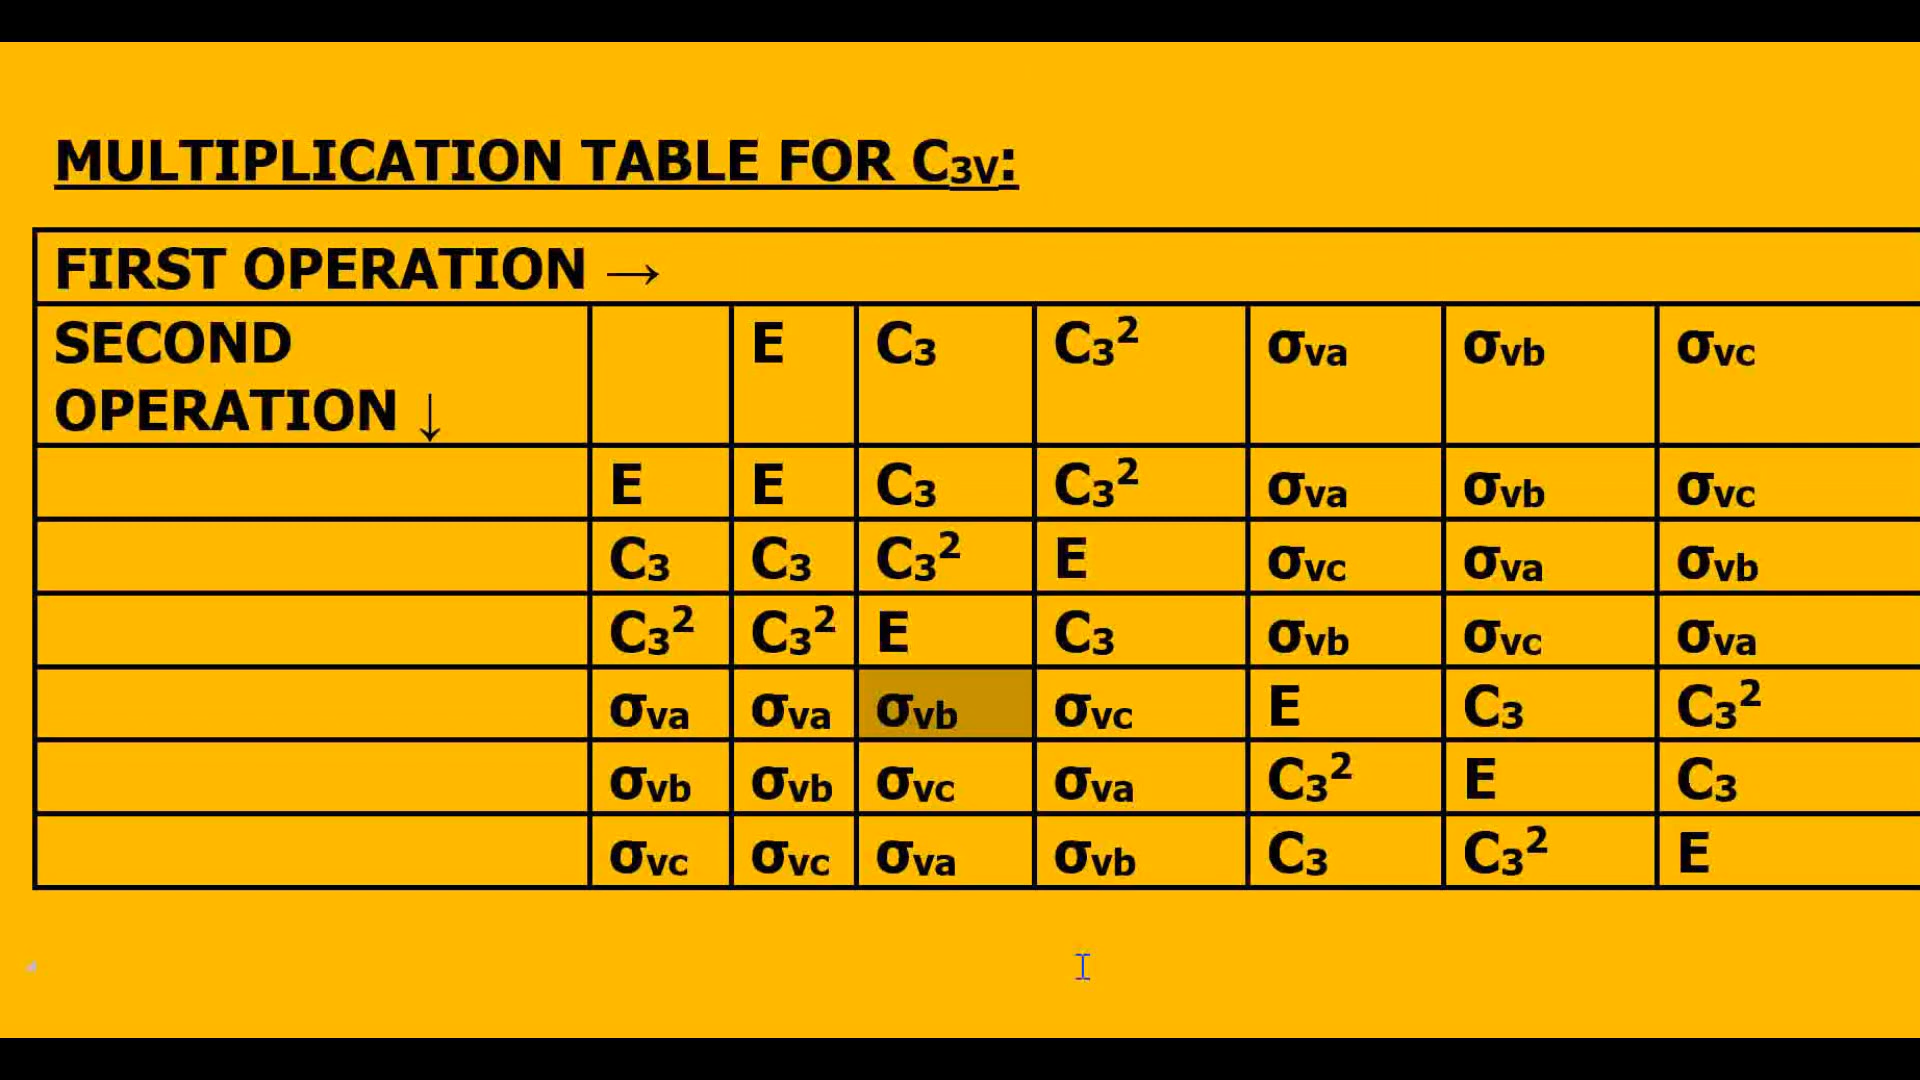 MULTIPLICATION TABLE FOR C₃ᵥ:
FIRST OPERATION →
SECOND E C₃ C₃² σva σvb σvc
OPERATION ↓
E E C₃ C₃² σva σvb σvc
C₃ C₃ C₃² E σvc σva σvb
C₃² C₃² E C₃ σvb σvc σva
σva σva σvb σvc E C₃ C₃²
σvb σvb σvc σva C₃² E C₃
σvc σvc σva σvb C₃ C₃² E